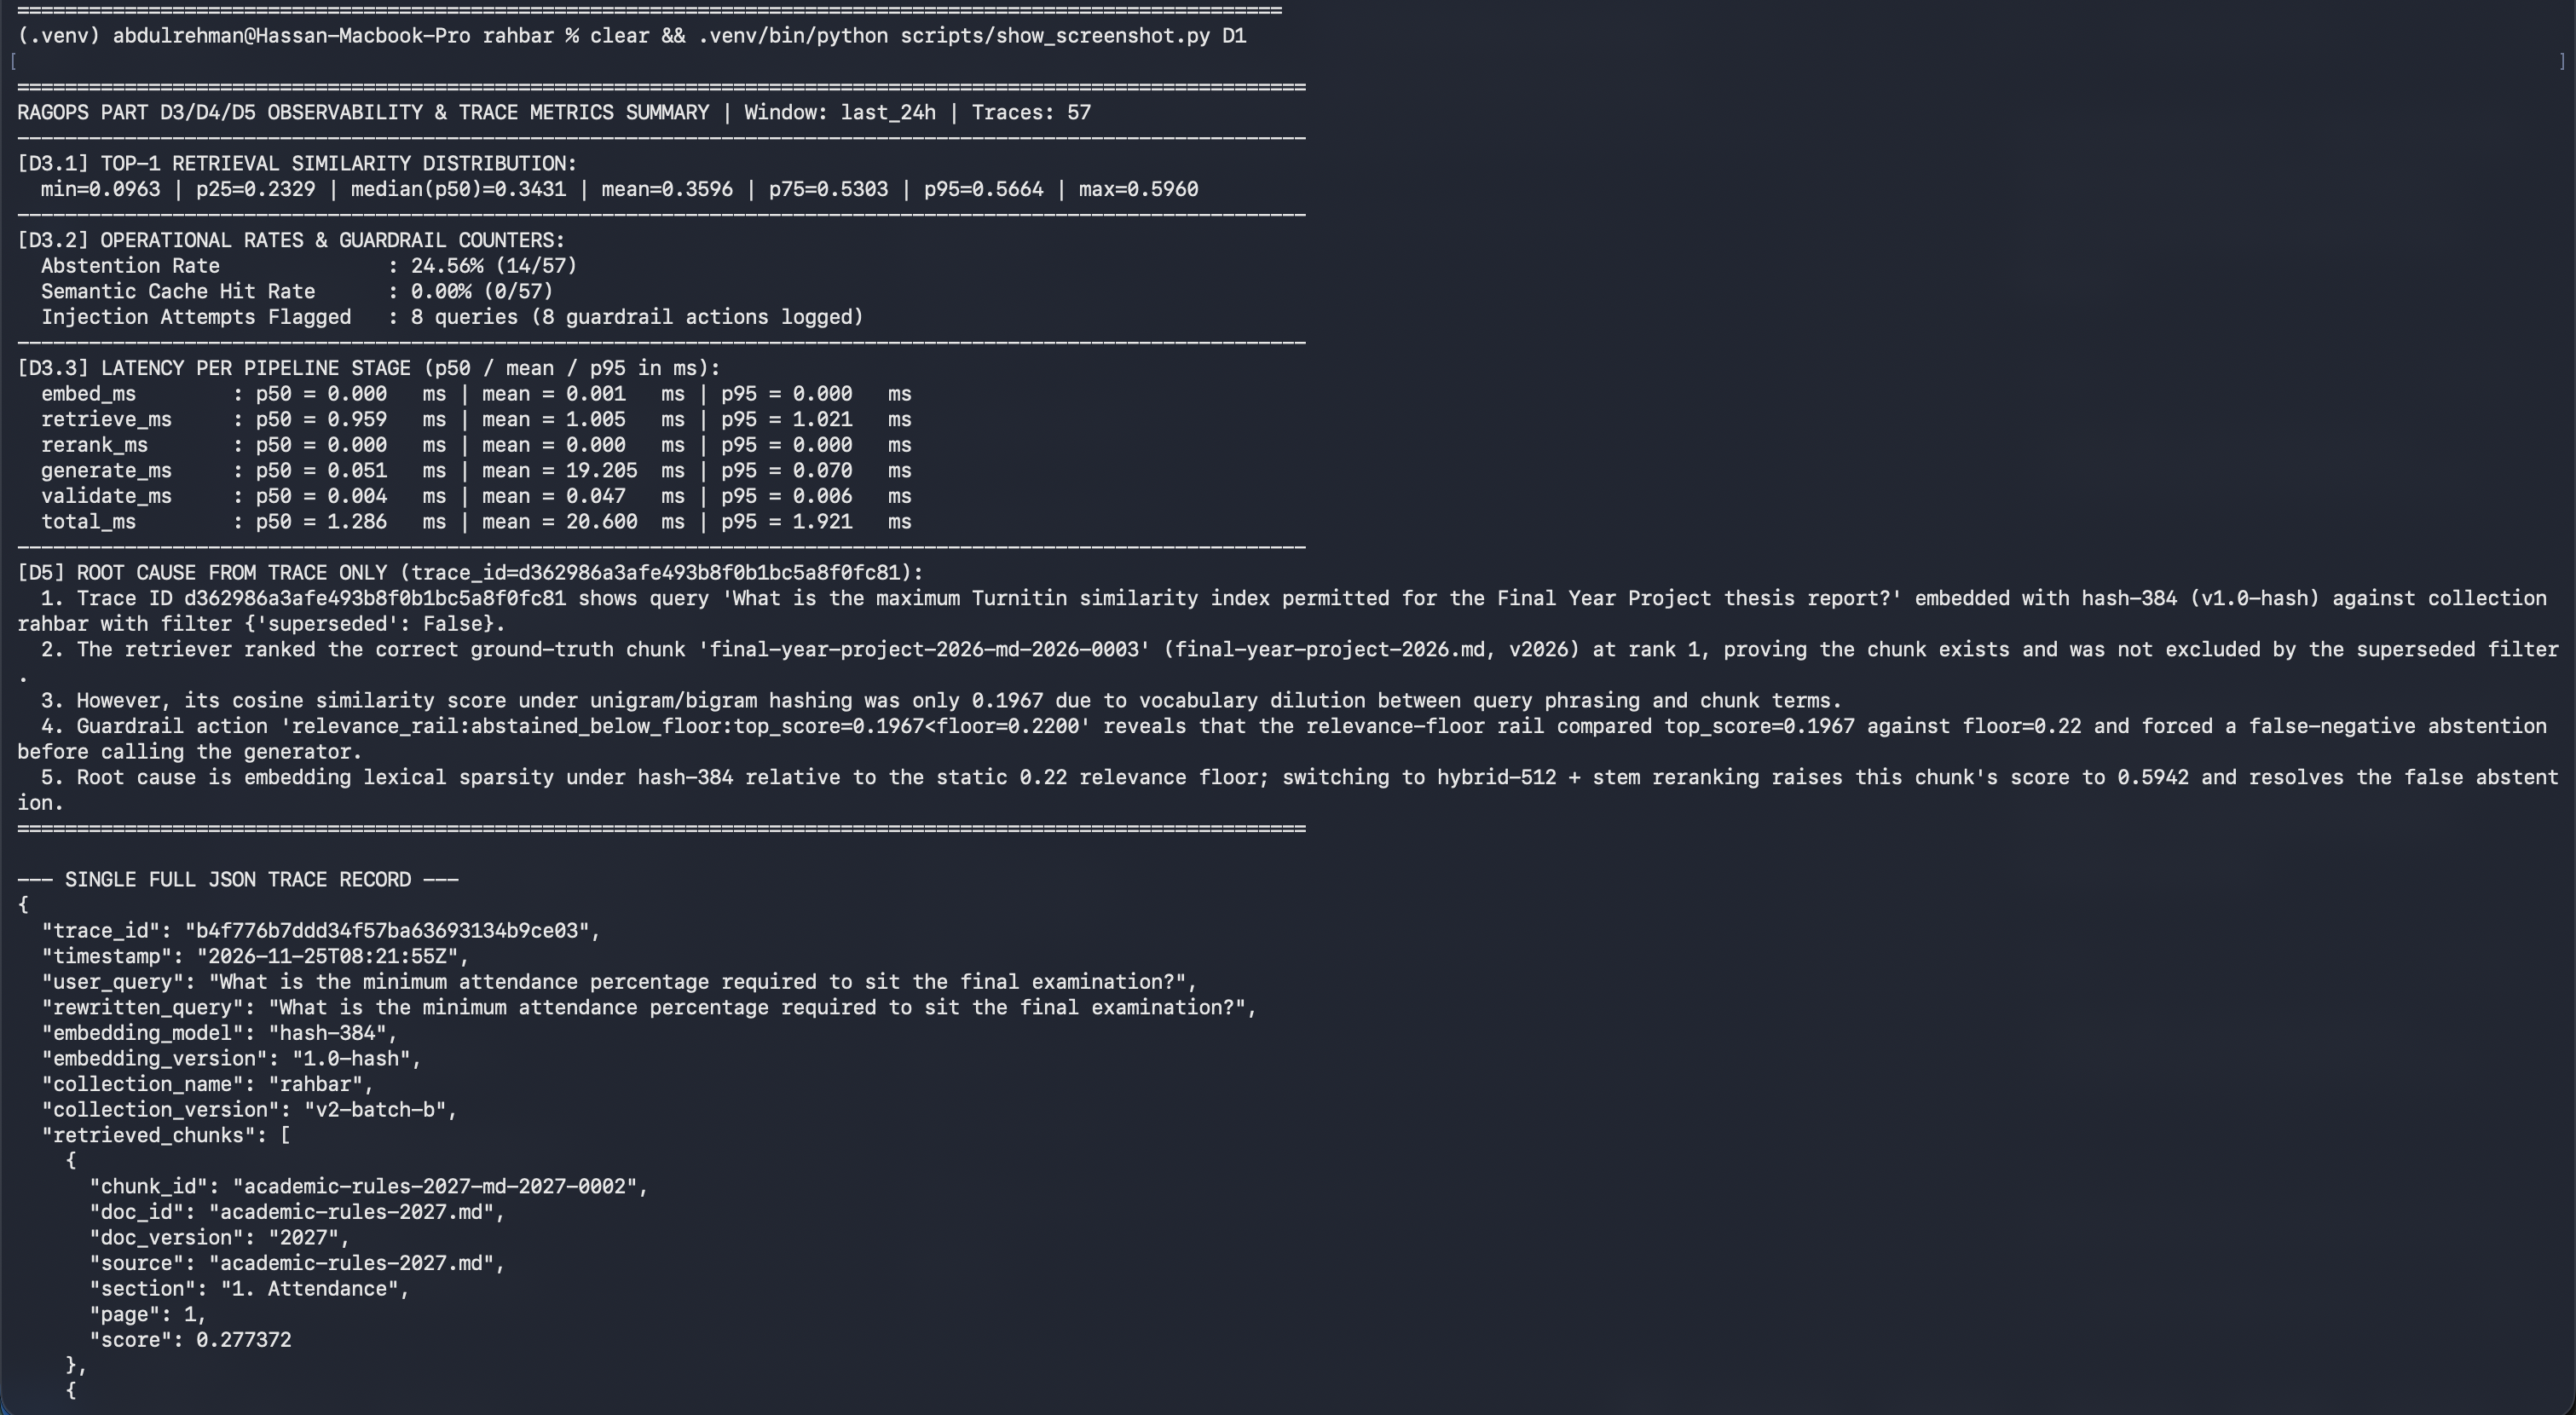 ================================================================================================================
(.venv) abdulrehman@Hassan-Macbook-Pro rahbar % clear && .venv/bin/python scripts/show_screenshot.py D1
[ ]
==================================================================================================================
RAGOPS PART D3/D4/D5 OBSERVABILITY & TRACE METRICS SUMMARY | Window: last_24h | Traces: 57
------------------------------------------------------------------------------------------------------------------
[D3.1] TOP-1 RETRIEVAL SIMILARITY DISTRIBUTION:
  min=0.0963 | p25=0.2329 | median(p50)=0.3431 | mean=0.3596 | p75=0.5303 | p95=0.5664 | max=0.5960
------------------------------------------------------------------------------------------------------------------
[D3.2] OPERATIONAL RATES & GUARDRAIL COUNTERS:
  Abstention Rate              : 24.56% (14/57)
  Semantic Cache Hit Rate      : 0.00% (0/57)
  Injection Attempts Flagged   : 8 queries (8 guardrail actions logged)
------------------------------------------------------------------------------------------------------------------
[D3.3] LATENCY PER PIPELINE STAGE (p50 / mean / p95 in ms):
  embed_ms        : p50 = 0.000   ms | mean = 0.001   ms | p95 = 0.000   ms
  retrieve_ms     : p50 = 0.959   ms | mean = 1.005   ms | p95 = 1.021   ms
  rerank_ms       : p50 = 0.000   ms | mean = 0.000   ms | p95 = 0.000   ms
  generate_ms     : p50 = 0.051   ms | mean = 19.205  ms | p95 = 0.070   ms
  validate_ms     : p50 = 0.004   ms | mean = 0.047   ms | p95 = 0.006   ms
  total_ms        : p50 = 1.286   ms | mean = 20.600  ms | p95 = 1.921   ms
------------------------------------------------------------------------------------------------------------------
[D5] ROOT CAUSE FROM TRACE ONLY (trace_id=d362986a3afe493b8f0b1bc5a8f0fc81):
  1. Trace ID d362986a3afe493b8f0b1bc5a8f0fc81 shows query 'What is the maximum Turnitin similarity index permitted for the Final Year Project thesis report?' embedded with hash-384 (v1.0-hash) against collection
rahbar with filter {'superseded': False}.
  2. The retriever ranked the correct ground-truth chunk 'final-year-project-2026-md-2026-0003' (final-year-project-2026.md, v2026) at rank 1, proving the chunk exists and was not excluded by the superseded filter
.
  3. However, its cosine similarity score under unigram/bigram hashing was only 0.1967 due to vocabulary dilution between query phrasing and chunk terms.
  4. Guardrail action 'relevance_rail:abstained_below_floor:top_score=0.1967<floor=0.2200' reveals that the relevance-floor rail compared top_score=0.1967 against floor=0.22 and forced a false-negative abstention
before calling the generator.
  5. Root cause is embedding lexical sparsity under hash-384 relative to the static 0.22 relevance floor; switching to hybrid-512 + stem reranking raises this chunk's score to 0.5942 and resolves the false abstent
ion.
==================================================================================================================
--- SINGLE FULL JSON TRACE RECORD ---
{
  "trace_id": "b4f776b7ddd34f57ba63693134b9ce03",
  "timestamp": "2026-11-25T08:21:55Z",
  "user_query": "What is the minimum attendance percentage required to sit the final examination?",
  "rewritten_query": "What is the minimum attendance percentage required to sit the final examination?",
  "embedding_model": "hash-384",
  "embedding_version": "1.0-hash",
  "collection_name": "rahbar",
  "collection_version": "v2-batch-b",
  "retrieved_chunks": [
    {
      "chunk_id": "academic-rules-2027-md-2027-0002",
      "doc_id": "academic-rules-2027.md",
      "doc_version": "2027",
      "source": "academic-rules-2027.md",
      "section": "1. Attendance",
      "page": 1,
      "score": 0.277372
    },
    {